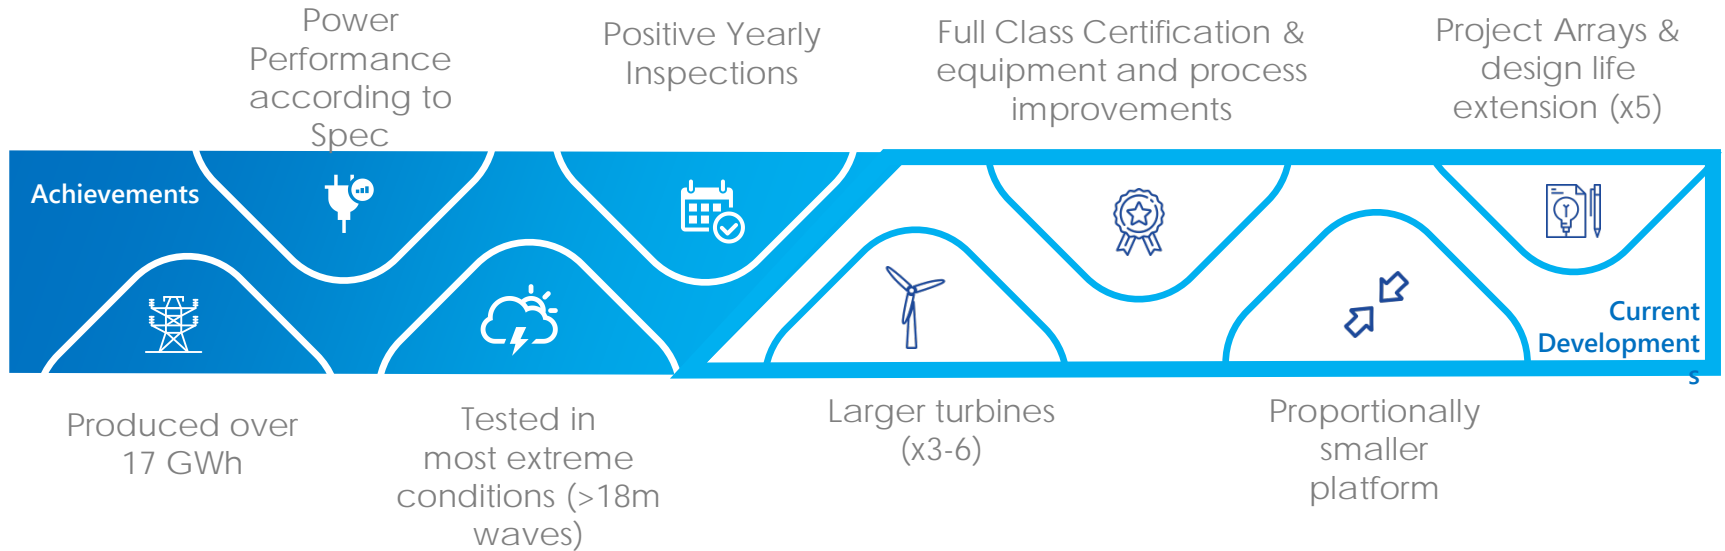 Power
Performance
according to
Spec
Positive Yearly
Inspections
Full Class Certification &
equipment and process
improvements
Project Arrays &
design life
extension (x5)
Achievements
Current
Development
s
Produced over
17 GWh
Tested in
most extreme
conditions (>18m
waves)
Larger turbines
(x3-6)
Proportionally
smaller
platform